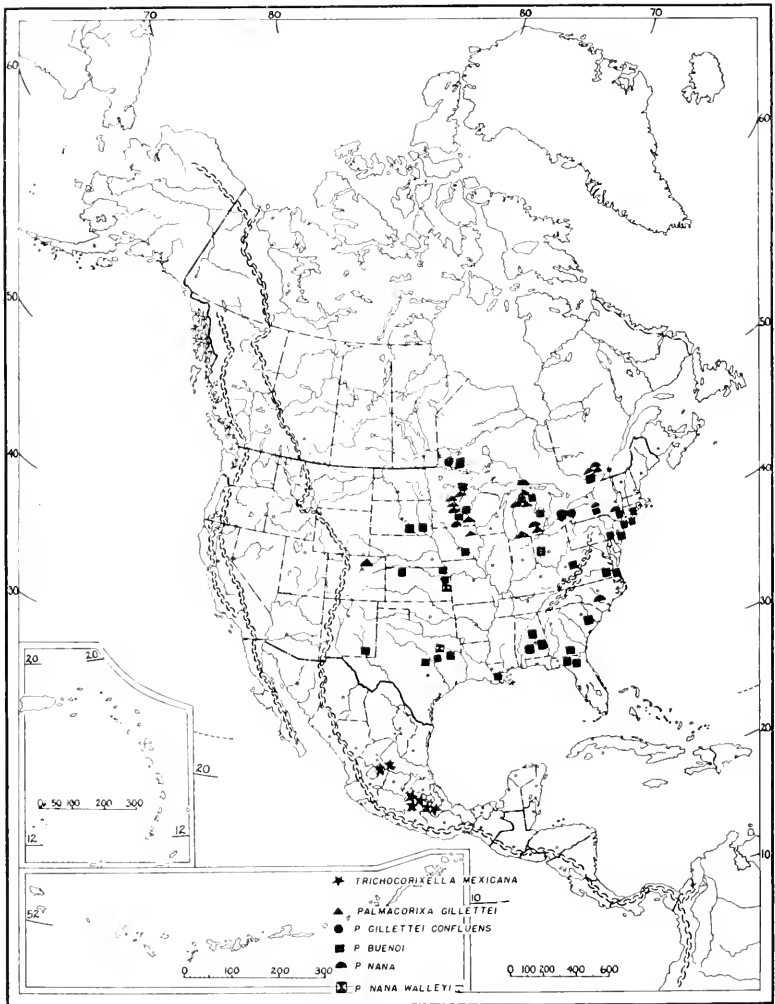 70 80 60 70
60
60
50
50
40
40
30
30
20 20
20
20
0 50 100 200 300
12 12
10
10
52
★ TRICHOCORIXELLA MEXICANA
▲ PALMACORIXA GILLETTEI
● P GILLETTEI CONFLUENS
■ P BUENOI
P NANA
P NANA WALLEYI
0 100 200 300
0 100 200 400 600